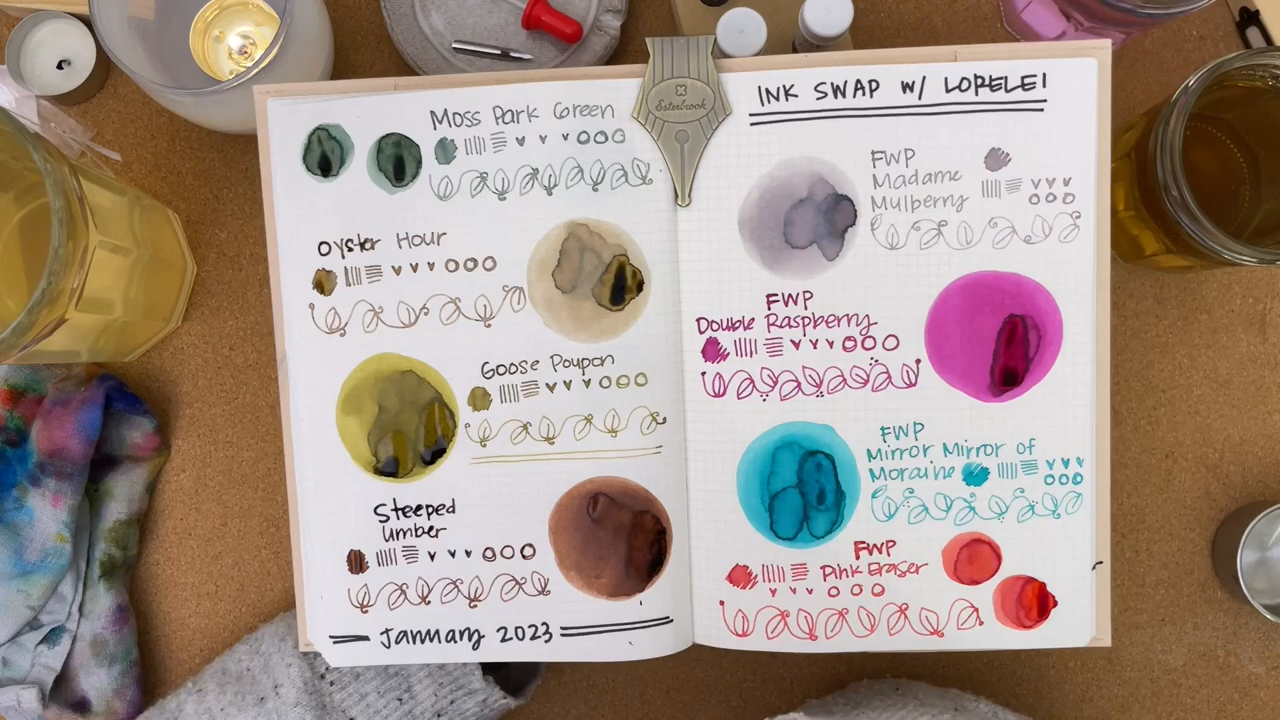 Moss Park Green
Oyster Hour
Goose Poupon
Steeped
Umber
January 2023
Esterbrook
INK SWAP W/ LORELEI
FWP
Madame
Mulberry
FWP
Double Raspberry
FWP
Mirror Mirror of
Moraine
FWP
Pink Eraser